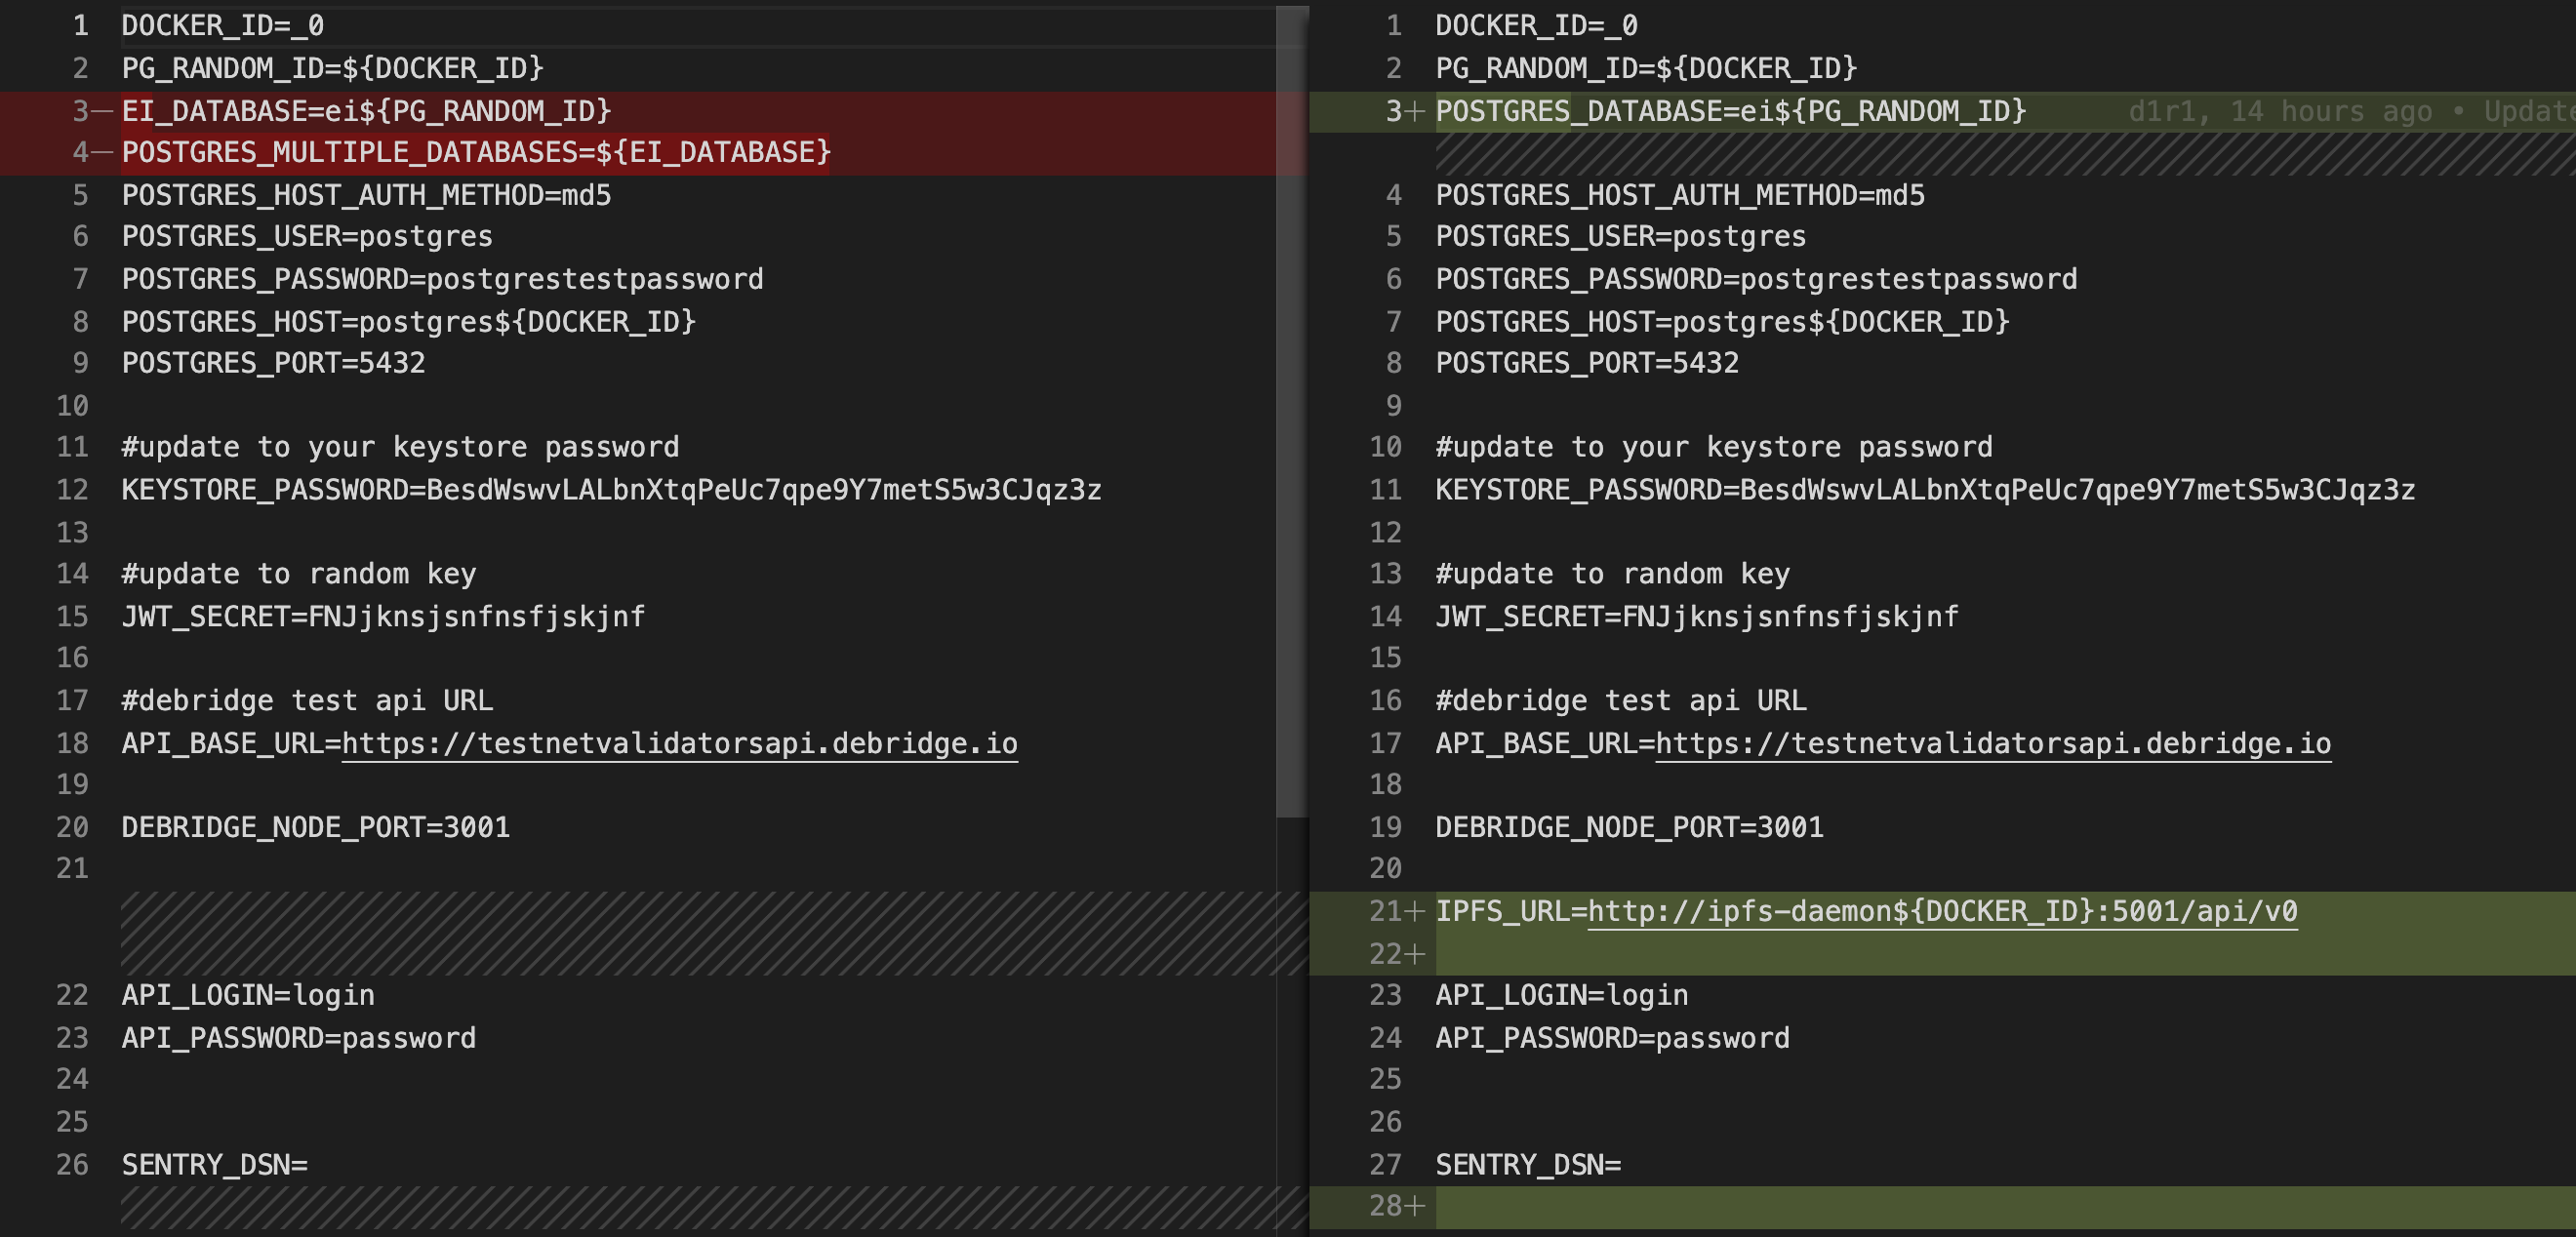 1 DOCKER_ID=_0
2 PG_RANDOM_ID=${DOCKER_ID}
3— EI_DATABASE=ei${PG_RANDOM_ID}
4— POSTGRES_MULTIPLE_DATABASES=${EI_DATABASE}
5 POSTGRES_HOST_AUTH_METHOD=md5
6 POSTGRES_USER=postgres
7 POSTGRES_PASSWORD=postgrestestpassword
8 POSTGRES_HOST=postgres${DOCKER_ID}
9 POSTGRES_PORT=5432
10
11 #update to your keystore password
12 KEYSTORE_PASSWORD=BesdWswvLALbnXtqPeUc7qpe9Y7metS5w3CJqz3z
13
14 #update to random key
15 JWT_SECRET=FNJjknsjsnfnsfjskjnf
16
17 #debridge test api URL
18 API_BASE_URL=https://testnetvalidatorsapi.debridge.io
19
20 DEBRIDGE_NODE_PORT=3001
21
22 API_LOGIN=login
23 API_PASSWORD=password
24
25
26 SENTRY_DSN=
1 DOCKER_ID=_0
2 PG_RANDOM_ID=${DOCKER_ID}
3+ POSTGRES_DATABASE=ei${PG_RANDOM_ID} d1r1, 14 hours ago • Update
4 POSTGRES_HOST_AUTH_METHOD=md5
5 POSTGRES_USER=postgres
6 POSTGRES_PASSWORD=postgrestestpassword
7 POSTGRES_HOST=postgres${DOCKER_ID}
8 POSTGRES_PORT=5432
9
10 #update to your keystore password
11 KEYSTORE_PASSWORD=BesdWswvLALbnXtqPeUc7qpe9Y7metS5w3CJqz3z
12
13 #update to random key
14 JWT_SECRET=FNJjknsjsnfnsfjskjnf
15
16 #debridge test api URL
17 API_BASE_URL=https://testnetvalidatorsapi.debridge.io
18
19 DEBRIDGE_NODE_PORT=3001
20
21+ IPFS_URL=http://ipfs-daemon${DOCKER_ID}:5001/api/v0
22+
23 API_LOGIN=login
24 API_PASSWORD=password
25
26
27 SENTRY_DSN=
28+